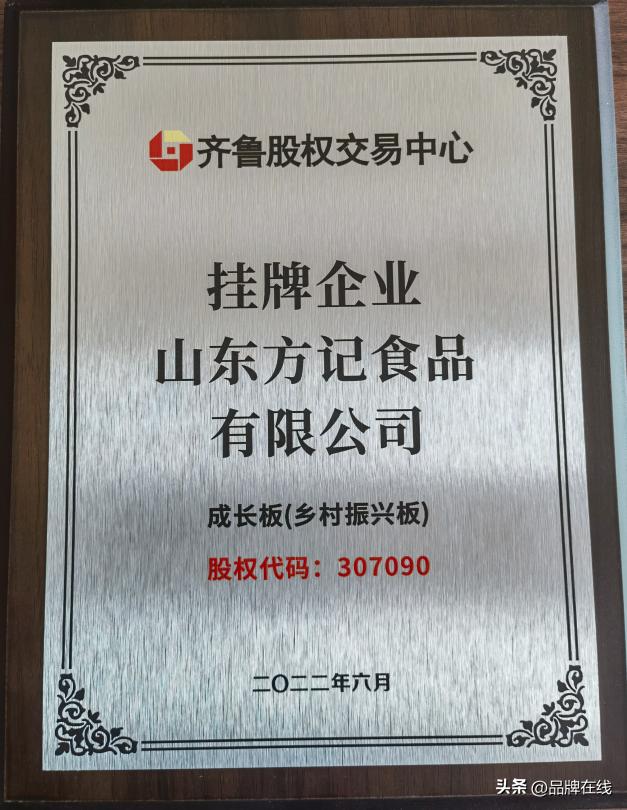 齐鲁股权交易中心
挂牌企业
山东方记食品
有限公司
成长板(乡村振兴板)
股权代码：307090
二〇二二年六月
头条 @品牌在线